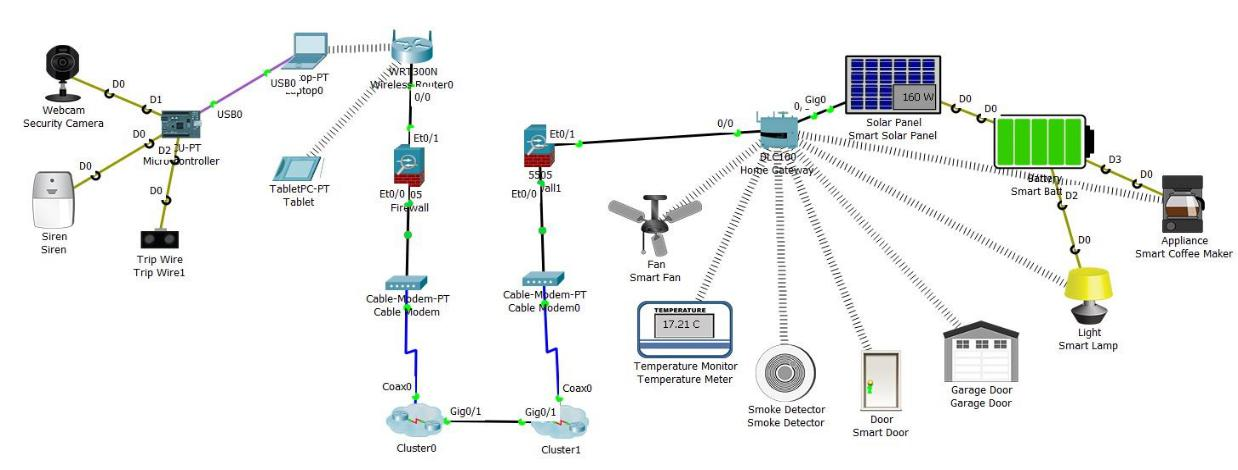 Webcam
Security Camera
D0
D1
D0
D0
D2
D0
USB0
Siren
Siren
Trip Wire
Trip Wire1
USB0
TabletPC-PT
Tablet
Wireless Router0
0/0
Et0/1
Et0/0
Firewall
Cable-Modem-PT
Cable Modem
Coax0
Cluster0
Gig0/1
Gig0/1
Cluster1
Et0/1
5505
Et0/0
Cable-Modem-PT
Cable Modem0
Coax0
0/0
DLC100
Home Gateway
Gig0
160 W
Solar Panel
Smart Solar Panel
D0
D0
Battery
Smart Batt
D3
D0
D2
D0
Appliance
Smart Coffee Maker
Light
Smart Lamp
Fan
Smart Fan
TEMPERATURE
17.21 C
Temperature Monitor
Temperature Meter
Smoke Detector
Smoke Detector
Door
Smart Door
Garage Door
Garage Door